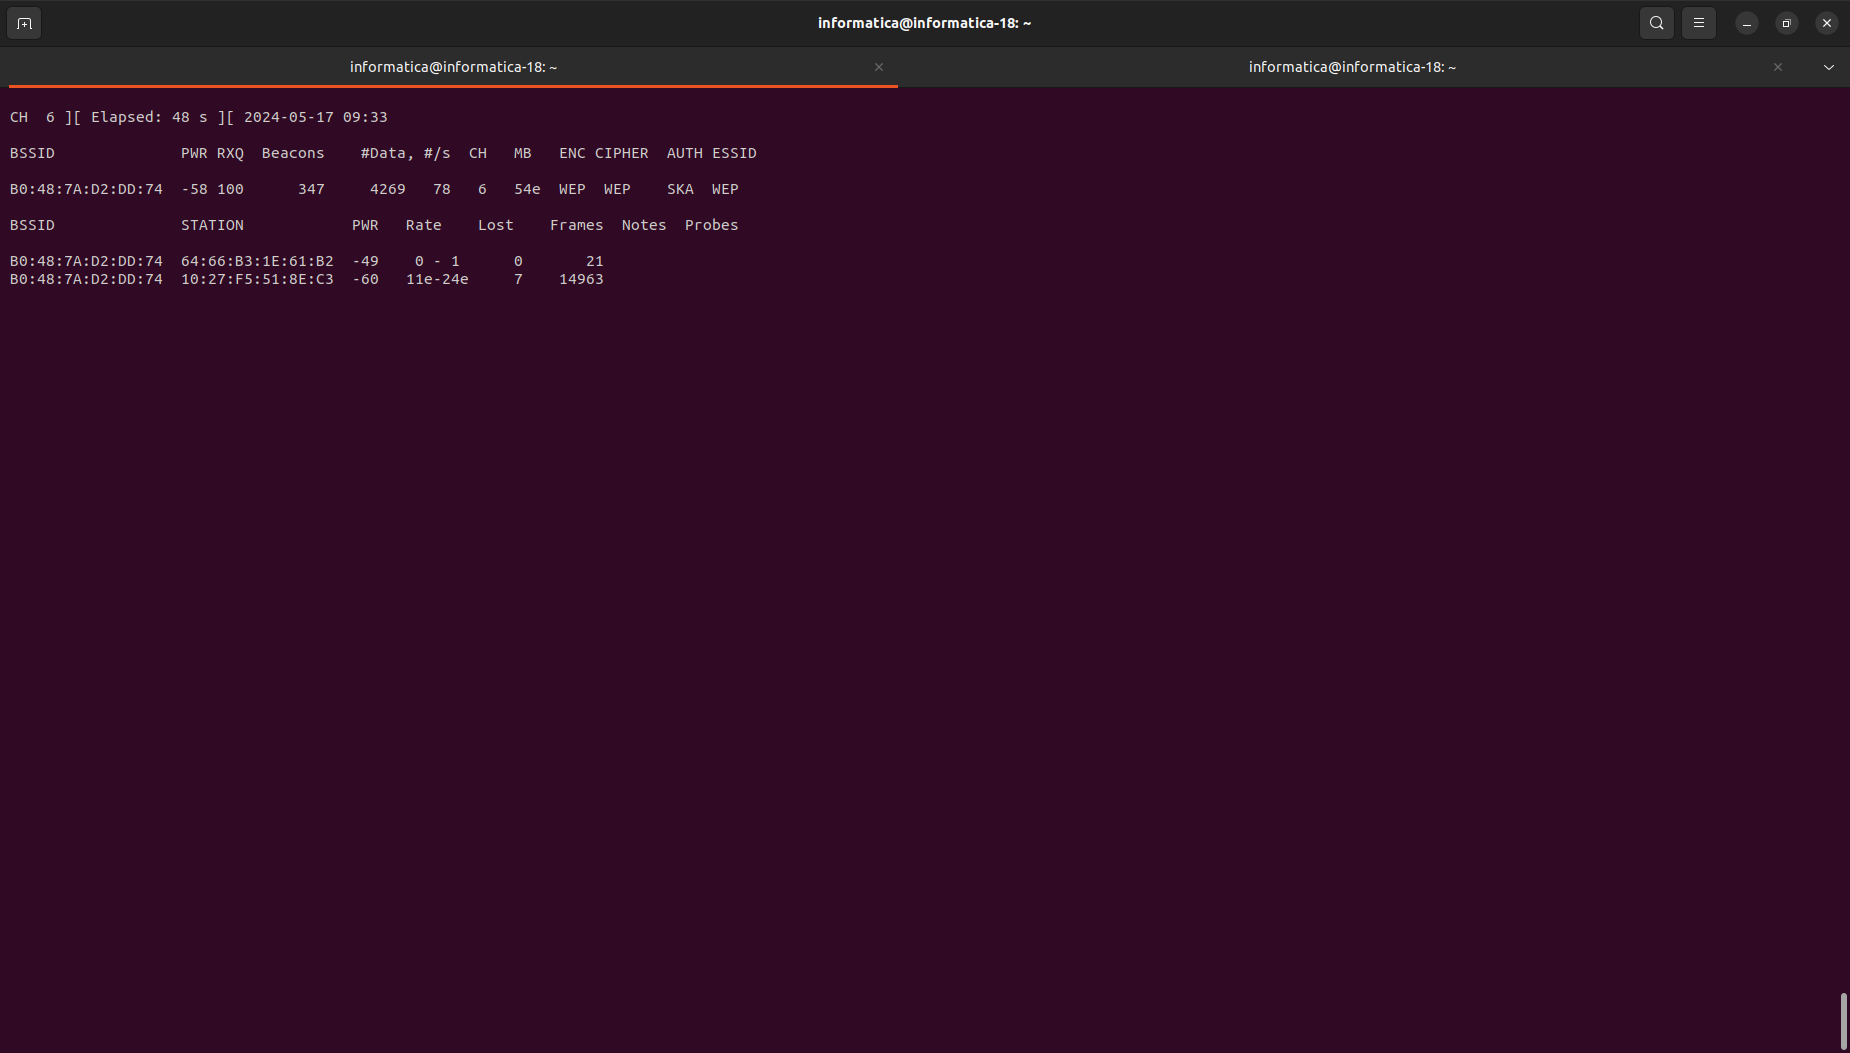 informatica@informatica-18: ~
informatica@informatica-18: ~ informatica@informatica-18: ~
CH  6 ][ Elapsed: 48 s ][ 2024-05-17 09:33
BSSID              PWR RXQ  Beacons    #Data, #/s  CH   MB   ENC CIPHER  AUTH ESSID
B0:48:7A:D2:DD:74  -58 100      347     4269   78   6   54e  WEP  WEP    SKA  WEP
BSSID              STATION            PWR   Rate    Lost    Frames  Notes  Probes
B0:48:7A:D2:DD:74  64:66:B3:1E:61:B2  -49    0 - 1      0       21
B0:48:7A:D2:DD:74  10:27:F5:51:8E:C3  -60   11e-24e     7    14963